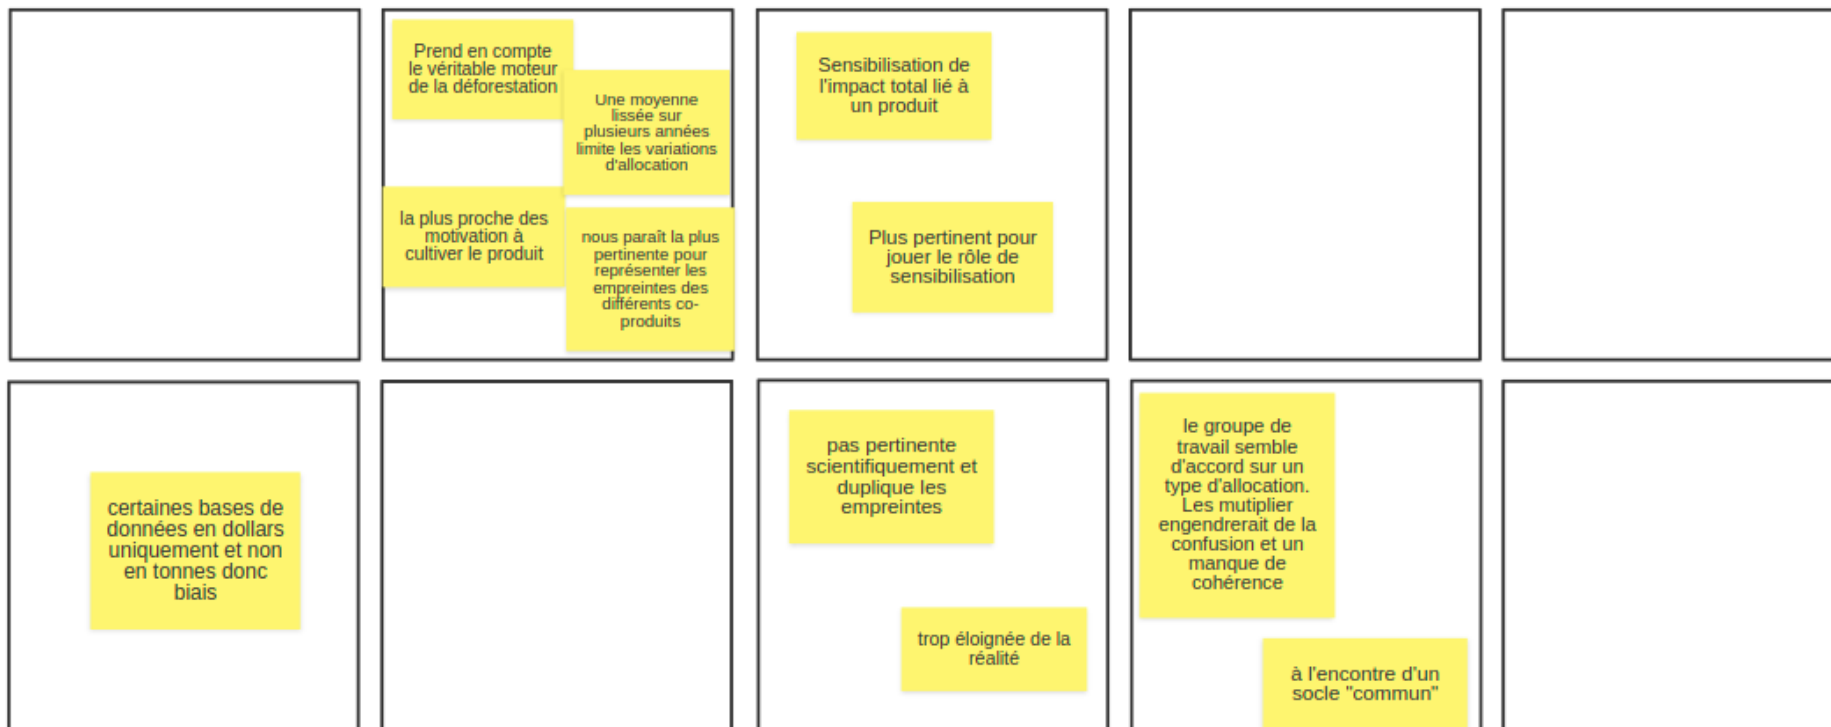 Prend en compte
le véritable moteur
de la déforestation
Une moyenne
lissée sur
plusieurs années
limite les variations
d'allocation
la plus proche des
motivation à
cultiver le produit
nous paraît la plus
pertinente pour
représenter les
empreintes des
différents co-
produits
Sensibilisation de
l'impact total lié à
un produit
Plus pertinent pour
jouer le rôle de
sensibilisation
certaines bases de
données en dollars
uniquement et non
en tonnes donc
biais
pas pertinente
scientifiquement et
duplique les
empreintes
trop éloignée de la
réalité
le groupe de
travail semble
d'accord sur un
type d'allocation.
Les mutiplier
engendrerait de la
confusion et un
manque de
cohérence
à l'encontre d'un
socle "commun"